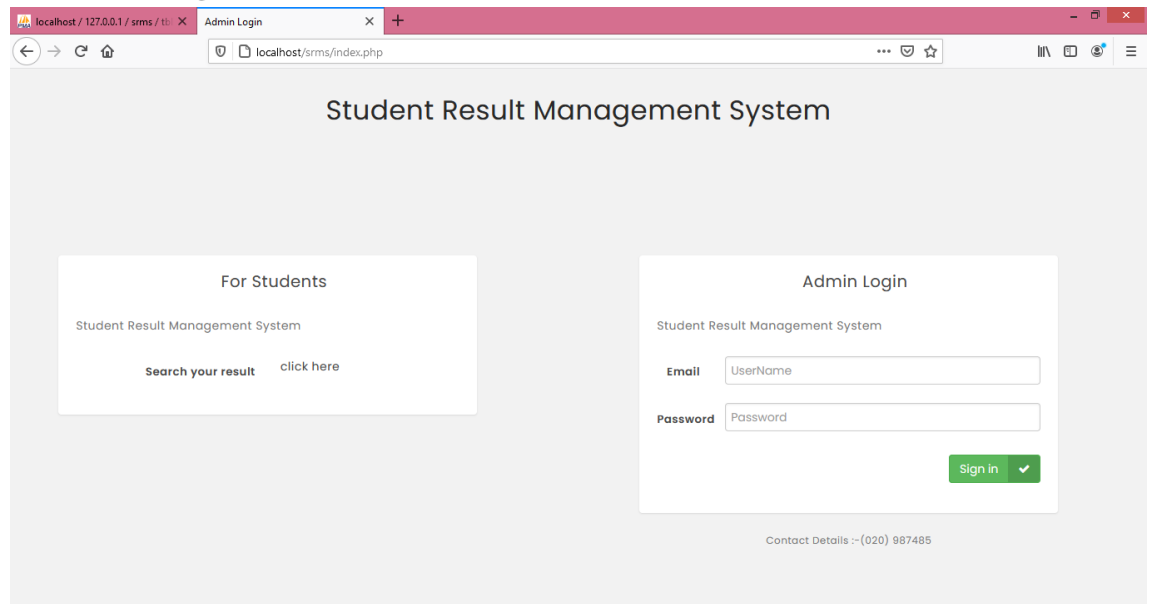 localhost / 127.0.0.1 / srms / tbl
Admin Login
localhost/srms/index.php
Student Result Management System
For Students
Student Result Management System
Search your result click here
Admin Login
Student Result Management System
Email UserName
Password Password
Sign in
Contact Details :-(020) 987485